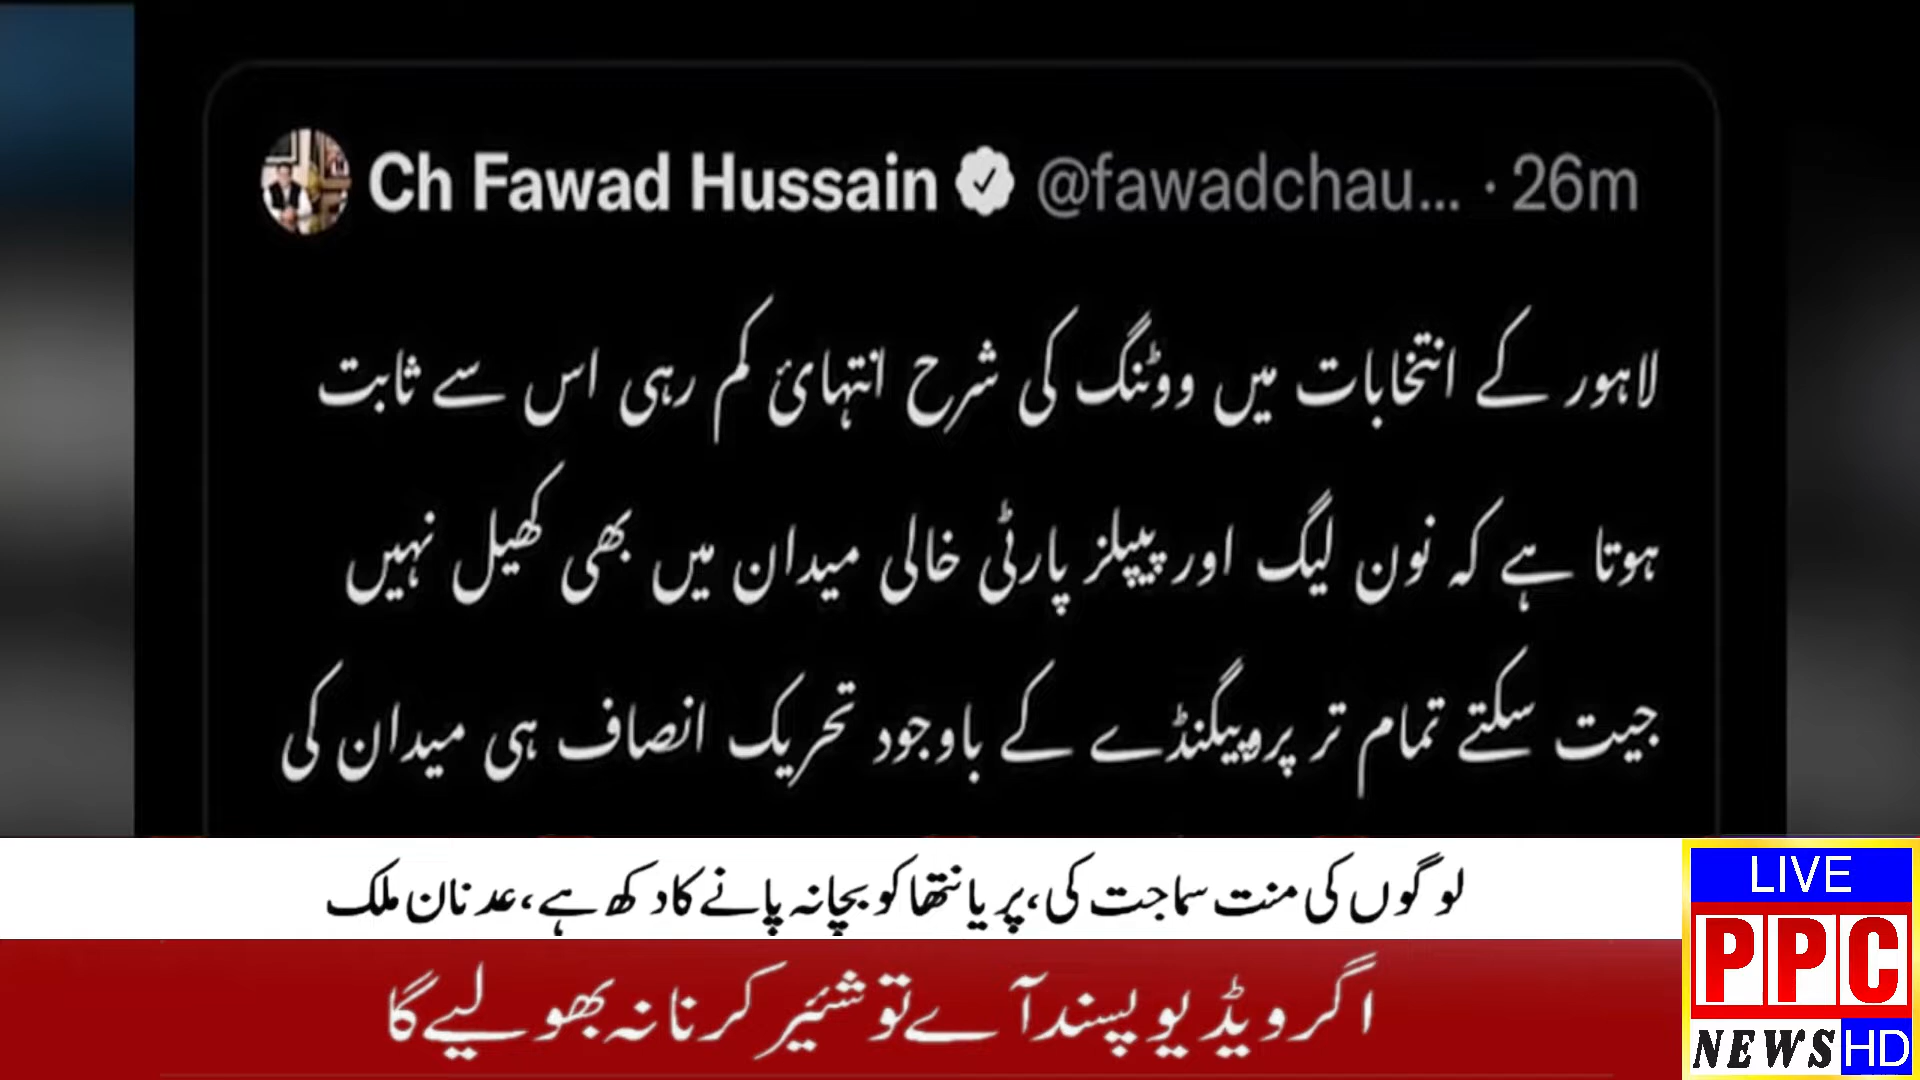 Ch Fawad Hussain @fawadchau... · 26m
لاہور کے انتخابات میں ووٹنگ کی شرح انتہائ کم رہی اس سے ثابت
ہوتا ہے کہ نون لیگ اور پیپلز پارٹی خالی میدان میں بھی کھیل نہیں
جیت سکتے تمام تر پروپیگنڈے کے باوجود تحریک انصاف ہی میدان کی
لوگوں کی منت سماجت کی، پریانتھا کو بچا نہ پانے کا دکھ ہے، عدنان ملک
اگر ویڈیو پسند آے تو شئیر کرنا نہ بھولیے گا
LIVE
PPC
NEWS HD